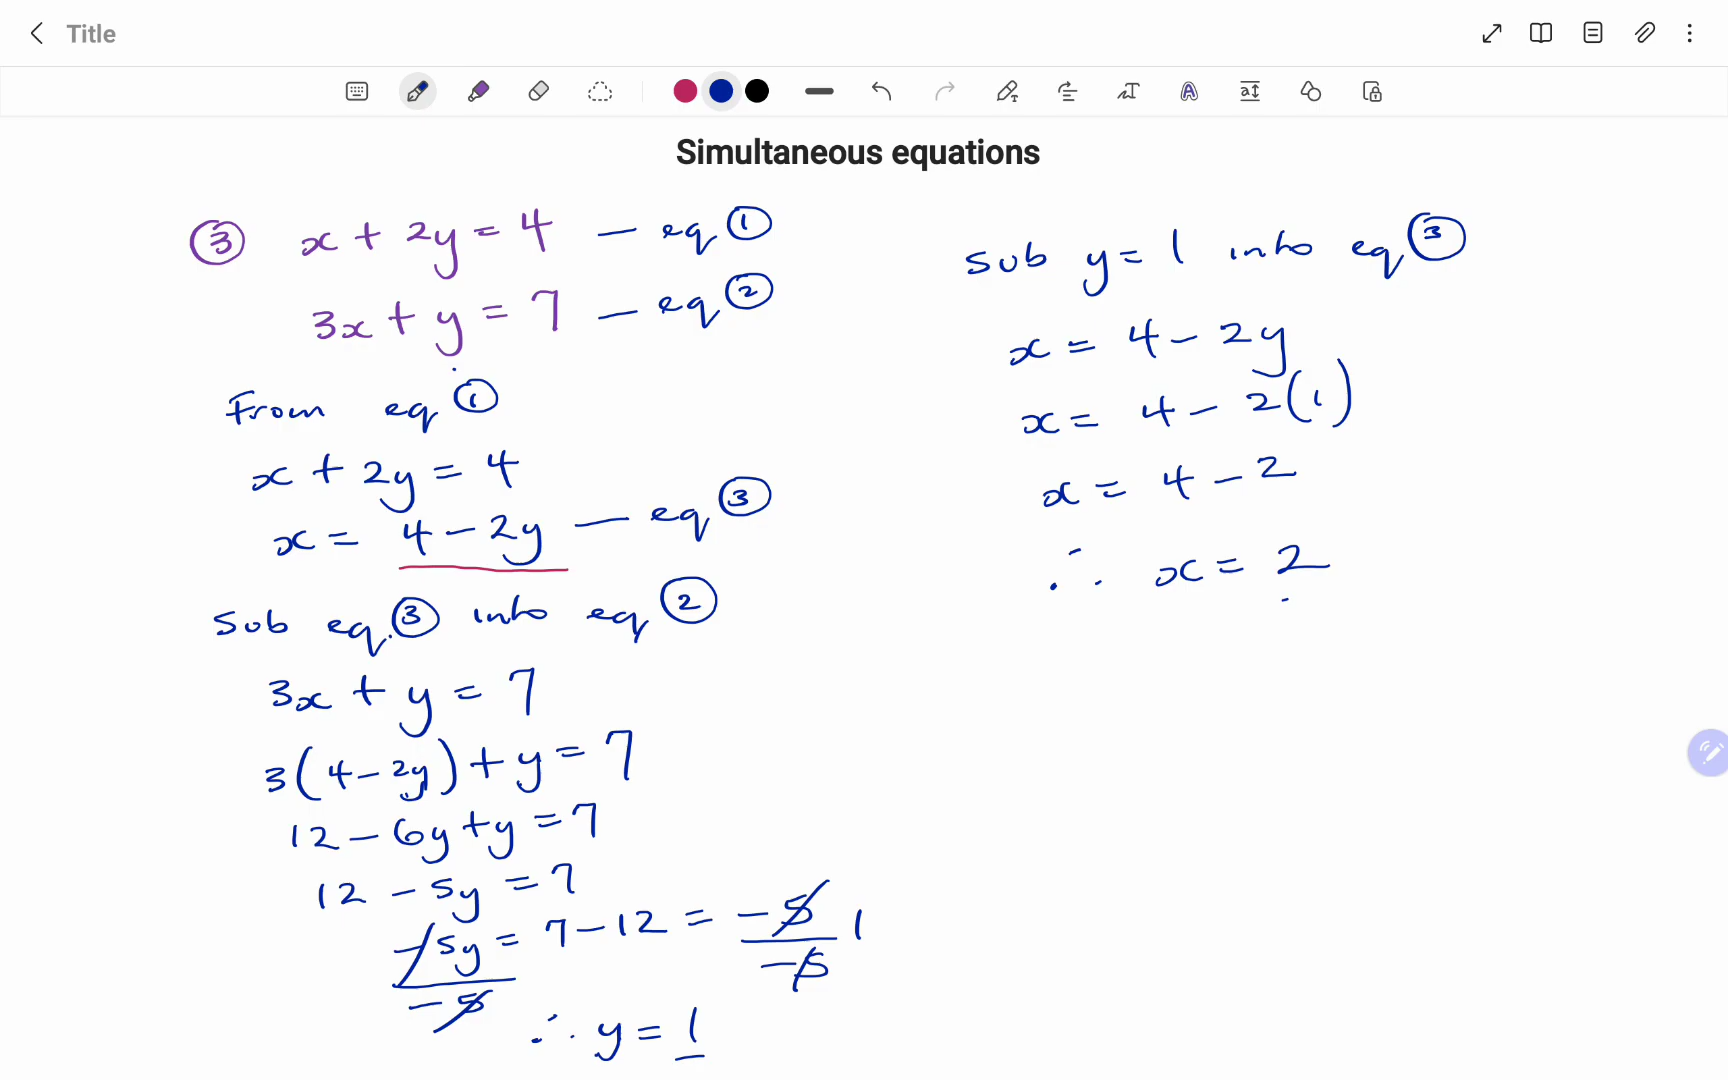 Title
Simultaneous equations
③ x + 2y = 4 — eq ①
3x + y = 7 — eq ②
From eq ①
x + 2y = 4
x = 4 - 2y — eq ③
Sub eq. ③ into eq ②
3x + y = 7
3(4 - 2y) + y = 7
12 - 6y + y = 7
12 - 5y = 7
-5y = 7 - 12 = -5 1
-5 -5
∴ y = 1
Sub y = 1 into eq ③
x = 4 - 2y
x = 4 - 2(1)
x = 4 - 2
∴ x = 2